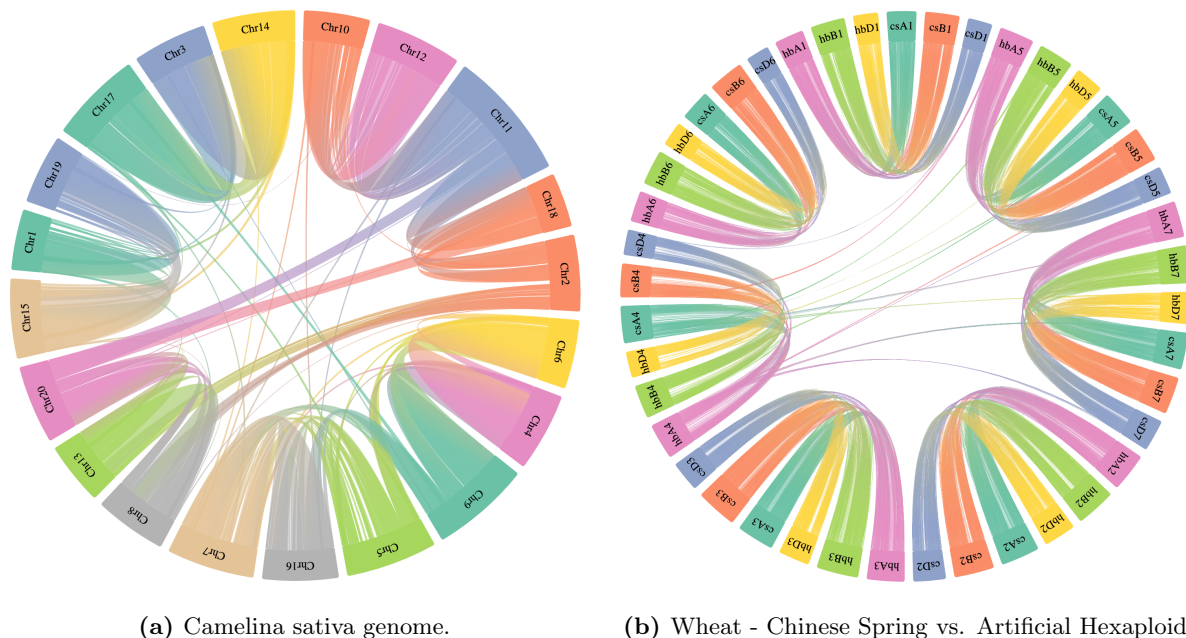 Chr14
Chr10
Chr12
Chr11
Chr18
Chr2
Chr6
Chr4
Chr9
Chr5
Chr16
Chr7
Chr8
Chr13
Chr20
Chr15
Chr1
Chr19
Chr17
Chr3
(a) Camelina sativa genome.
csA1
csB1
csD1
hbA5
hbB5
hbD5
csA5
csB5
csD5
hbA7
hbB7
hbD7
csA7
csB7
csD7
hbA2
hbB2
hbD2
csA2
csB2
csD2
hbA3
hbB3
hbD3
csA3
csB3
csD3
hbA4
hbB4
hbD4
csA4
csB4
csD4
hbA6
hbB6
hbD6
csA6
csB6
csD6
hbA1
hbB1
hbD1
(b) Wheat - Chinese Spring vs. Artificial Hexaploid